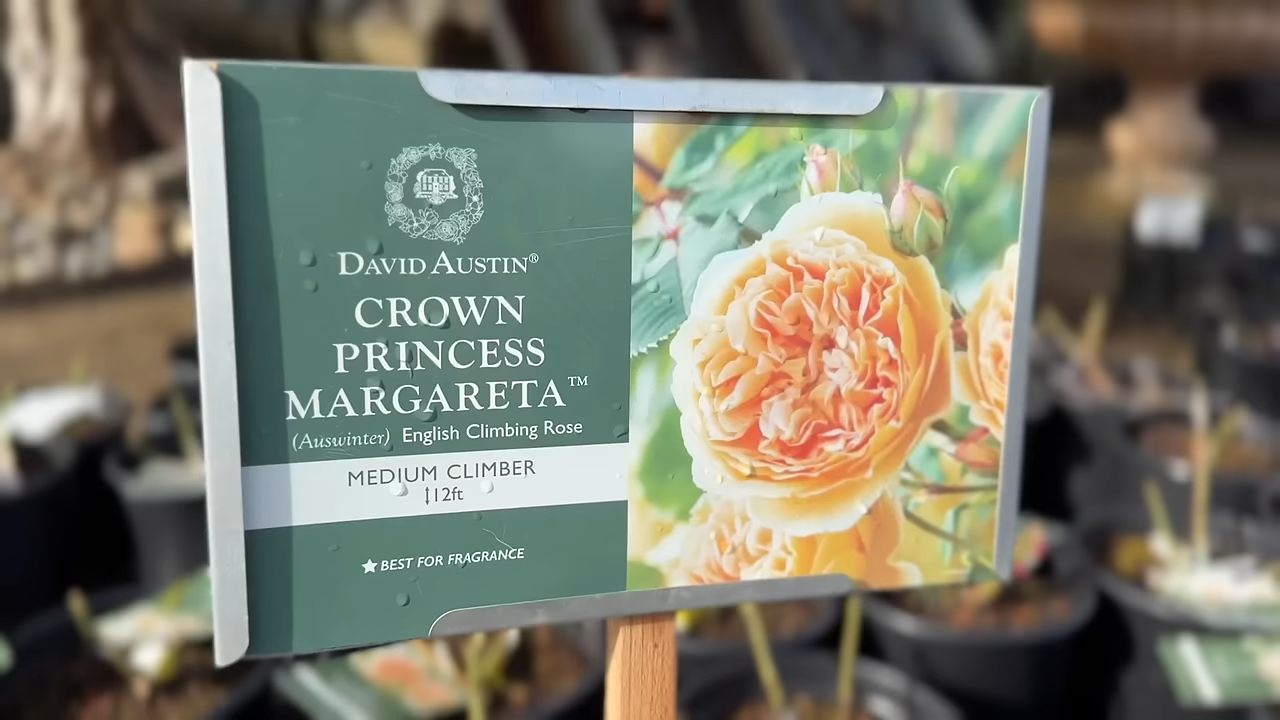 DAVID AUSTIN®
CROWN
PRINCESS
MARGARETA™
(Auswinter) English Climbing Rose
MEDIUM CLIMBER
↕12ft
★ BEST FOR FRAGRANCE